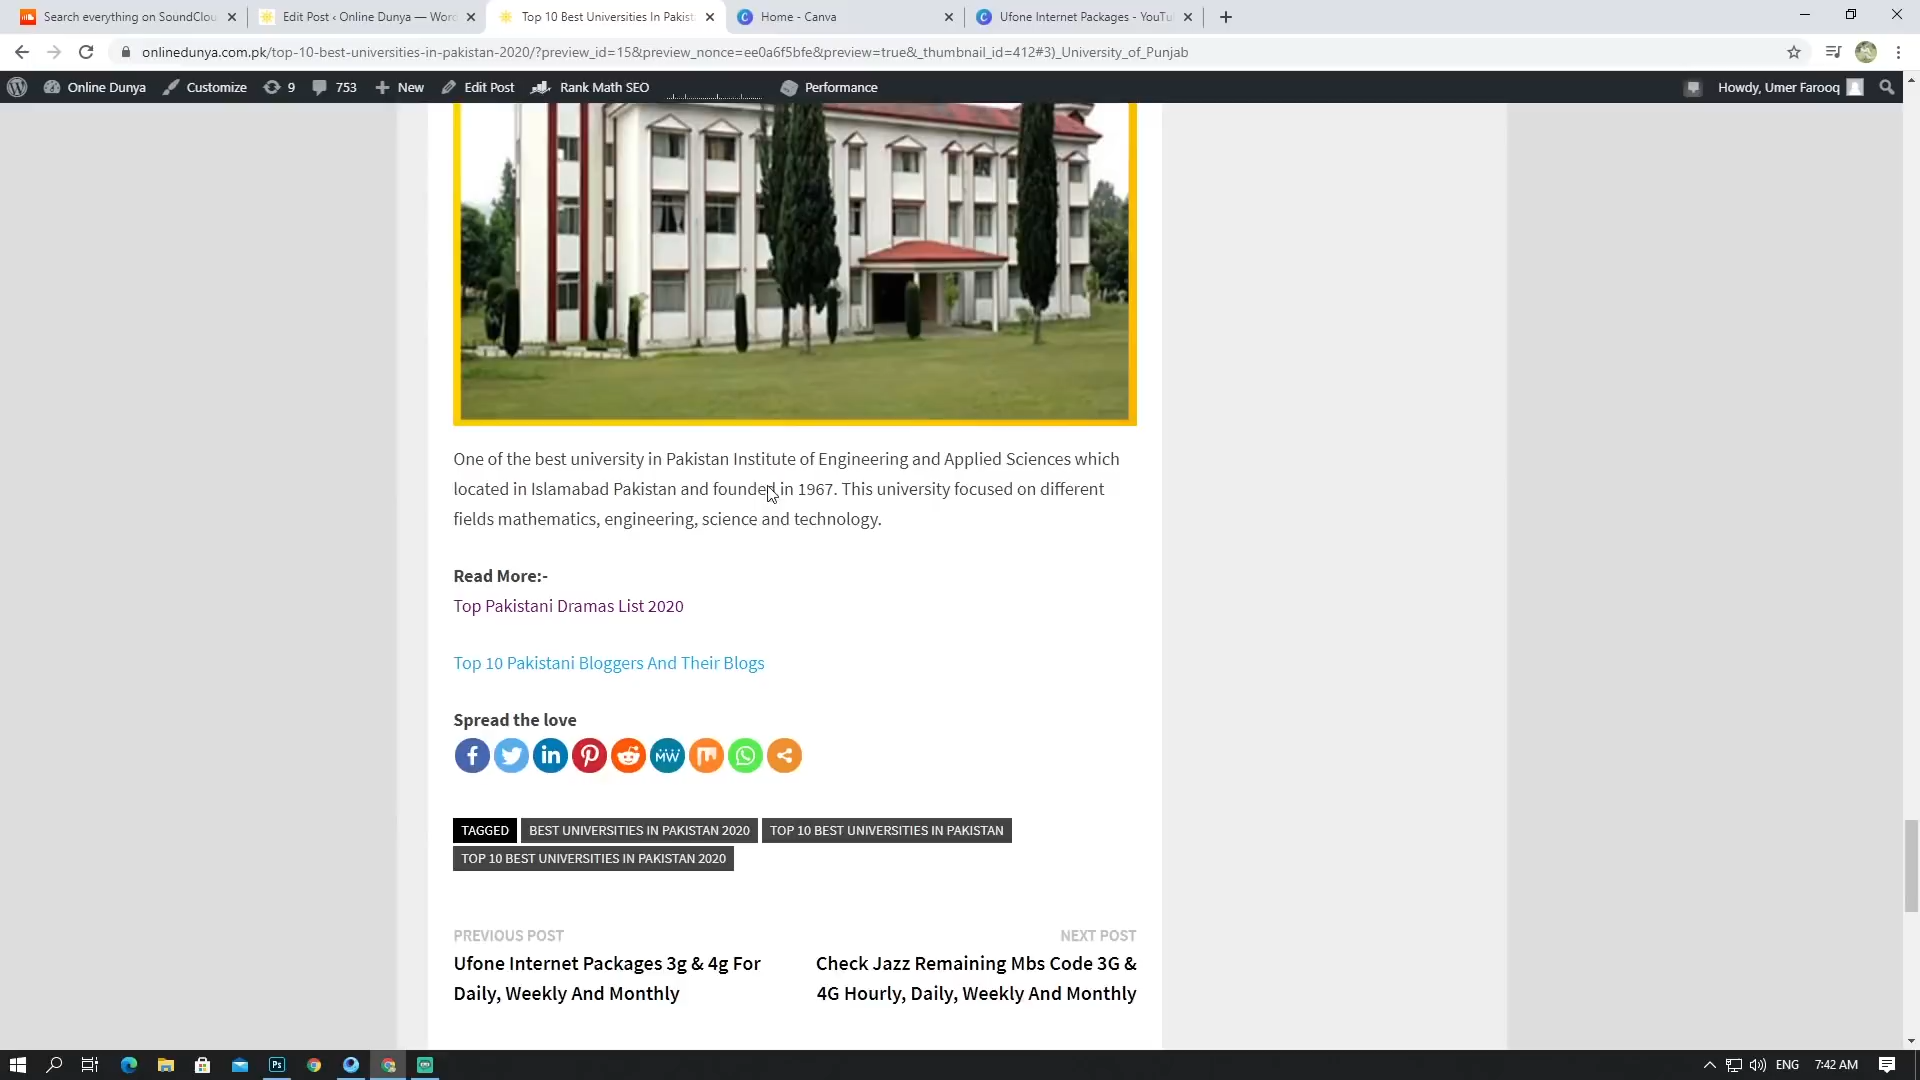 Search everything on SoundClou
Edit Post ‹ Online Dunya — Word
Top 10 Best Universities In Pakist
Home - Canva
Ufone Internet Packages - YouTu
onlinedunya.com.pk/top-10-best-universities-in-pakistan-2020/?preview_id=15&preview_nonce=ee0a6f5bfe&preview=true&_thumbnail_id=412#3)_University_of_Punjab
Online Dunya Customize 9 753 New Edit Post Rank Math SEO Performance Howdy, Umer Farooq
One of the best university in Pakistan Institute of Engineering and Applied Sciences which
located in Islamabad Pakistan and founded in 1967. This university focused on different
fields mathematics, engineering, science and technology.
Read More:-
Top Pakistani Dramas List 2020
Top 10 Pakistani Bloggers And Their Blogs
Spread the love
MW
TAGGED BEST UNIVERSITIES IN PAKISTAN 2020 TOP 10 BEST UNIVERSITIES IN PAKISTAN
TOP 10 BEST UNIVERSITIES IN PAKISTAN 2020
PREVIOUS POST
Ufone Internet Packages 3g & 4g For
Daily, Weekly And Monthly
NEXT POST
Check Jazz Remaining Mbs Code 3G &
4G Hourly, Daily, Weekly And Monthly
Ps
ENG
7:42 AM